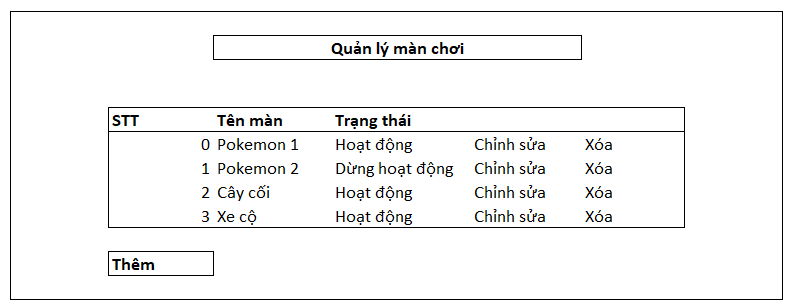 Quản lý màn chơi
STT Tên màn Trạng thái
0 Pokemon 1 Hoạt động Chỉnh sửa Xóa
1 Pokemon 2 Dừng hoạt động Chỉnh sửa Xóa
2 Cây cối Hoạt động Chỉnh sửa Xóa
3 Xe cộ Hoạt động Chỉnh sửa Xóa
Thêm